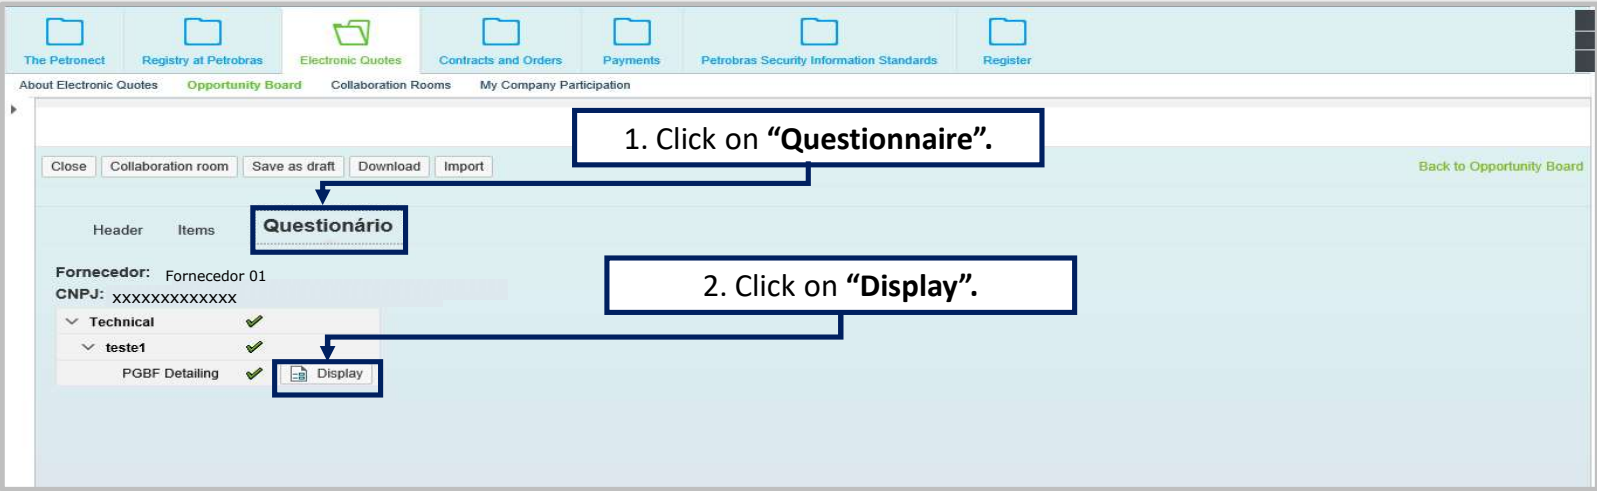 The Petronect Registry at Petrobras Electronic Quotes Contracts and Orders Payments Petrobras Security Information Standards Register
About Electronic Quotes Opportunity Board Collaboration Rooms My Company Participation
1. Click on “Questionnaire”.
Close Collaboration room Save as draft Download Import Back to Opportunity Board
Header Items Questionário
Fornecedor: Fornecedor 01
CNPJ: xxxxxxxxxxxxx
2. Click on “Display”.
Technical
teste1
PGBF Detailing Display